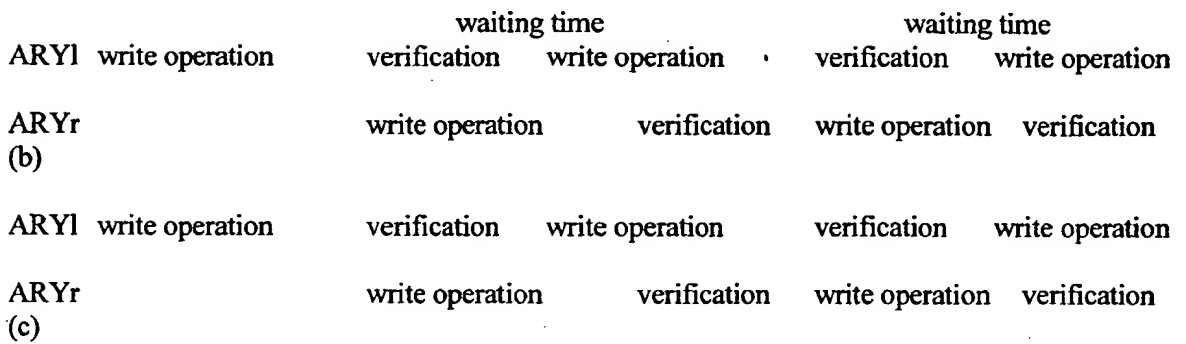 waiting time waiting time
ARYl write operation verification write operation verification write operation
ARYr write operation verification write operation verification
(b)
ARYl write operation verification write operation verification write operation
ARYr write operation verification write operation verification
(c)